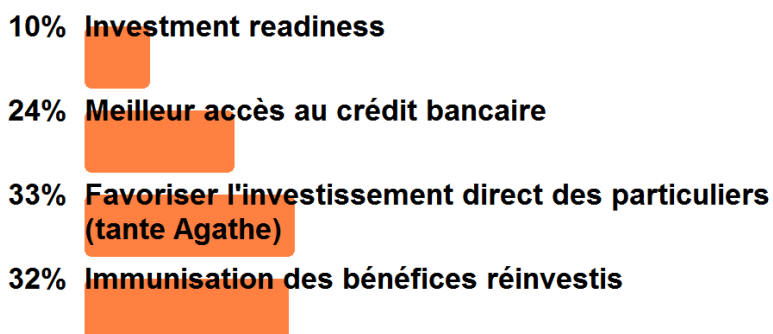 10% Investment readiness
24% Meilleur accès au crédit bancaire
33% Favoriser l'investissement direct des particuliers
(tante Agathe)
32% Immunisation des bénéfices réinvestis